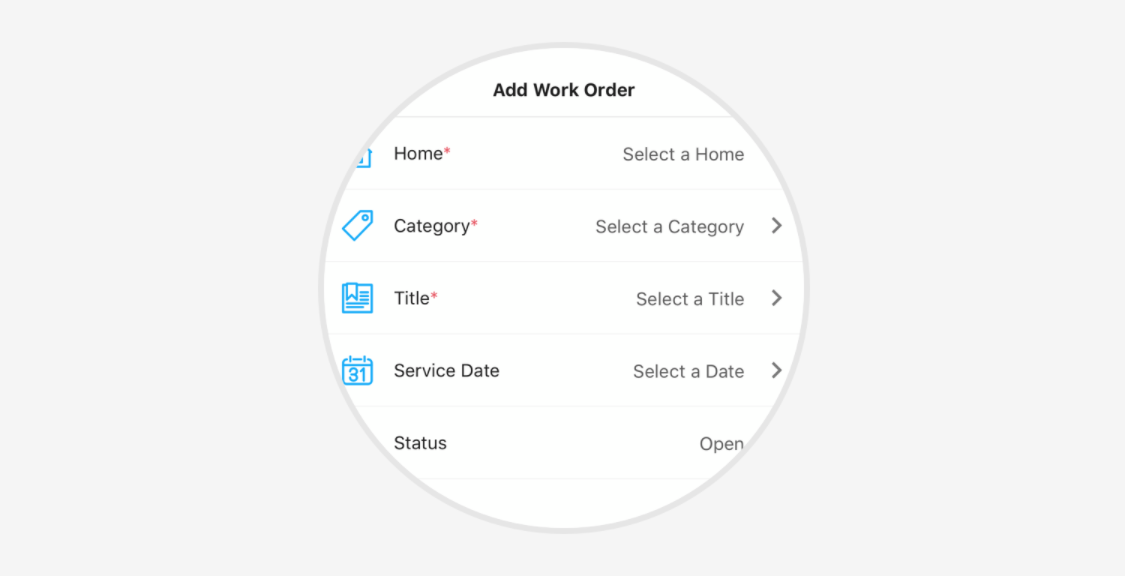 Add Work Order
Home* Select a Home
Category* Select a Category
Title* Select a Title
31 Service Date Select a Date
Status Open